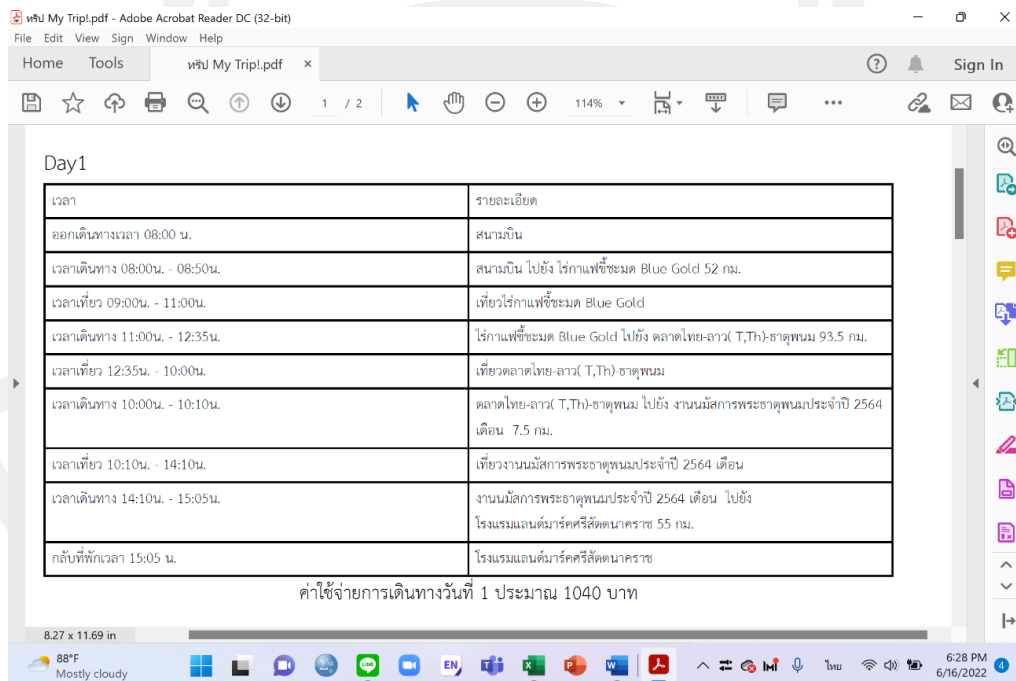 ทริป My Trip!.pdf - Adobe Acrobat Reader DC (32-bit)
File Edit View Sign Window Help
Home Tools ทริป My Trip!.pdf × Sign In
1 / 2 114%
Day1
เวลา รายละเอียด
ออกเดินทางเวลา 08:00 น. สนามบิน
เวลาเดินทาง 08:00น. - 08:50น. สนามบิน ไปยัง ไร่กาแฟขี้ชะมด Blue Gold 52 กม.
เวลาเที่ยว 09:00น. - 11:00น. เที่ยวไร่กาแฟขี้ชะมด Blue Gold
เวลาเดินทาง 11:00น. - 12:35น. ไร่กาแฟขี้ชะมด Blue Gold ไปยัง ตลาดไทย-ลาว( T,Th)-ธาตุพนม 93.5 กม.
เวลาเที่ยว 12:35น. - 10:00น. เที่ยวตลาดไทย-ลาว( T,Th)-ธาตุพนม
เวลาเดินทาง 10:00น. - 10:10น. ตลาดไทย-ลาว( T,Th)-ธาตุพนม ไปยัง งานนมัสการพระธาตุพนมประจำปี 2564
เดือน 7.5 กม.
เวลาเที่ยว 10:10น. - 14:10น. เที่ยวงานนมัสการพระธาตุพนมประจำปี 2564 เดือน
เวลาเดินทาง 14:10น. - 15:05น. งานนมัสการพระธาตุพนมประจำปี 2564 เดือน ไปยัง
โรงแรมแลนด์มาร์คศรีสัตตนาคราช 55 กม.
กลับที่พักเวลา 15:05 น. โรงแรมแลนด์มาร์คศรีสัตตนาคราช
ค่าใช้จ่ายการเดินทางวันที่ 1 ประมาณ 1040 บาท
8.27 x 11.69 in
88°F
Mostly cloudy
LINE EN ไทย 6:28 PM
6/16/2022 4